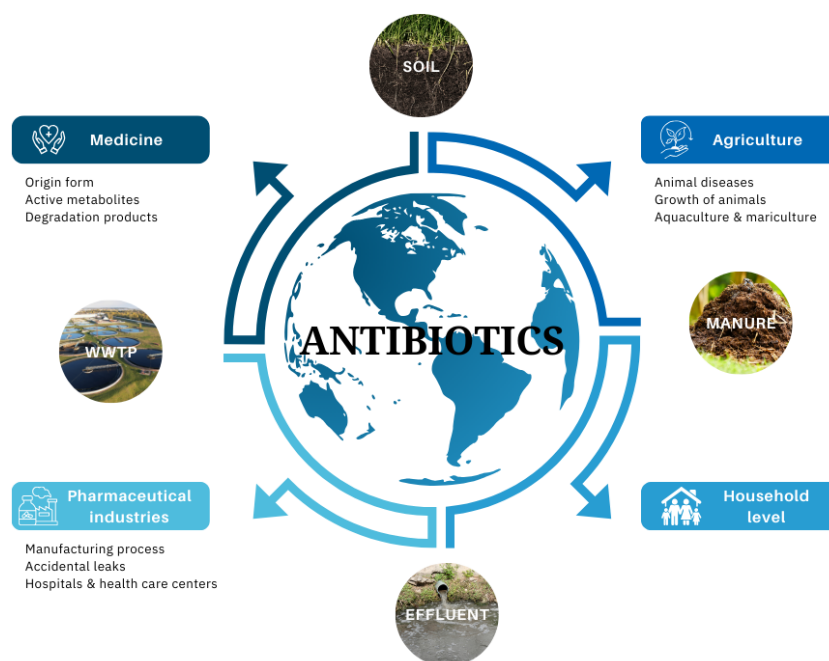 SOIL
Medicine
Origin form
Active metabolites
Degradation products
Agriculture
Animal diseases
Growth of animals
Aquaculture & mariculture
WWTP
ANTIBIOTICS
MANURE
Pharmaceutical
industries
Manufacturing process
Accidental leaks
Hospitals & health care centers
Household
level
EFFLUENT